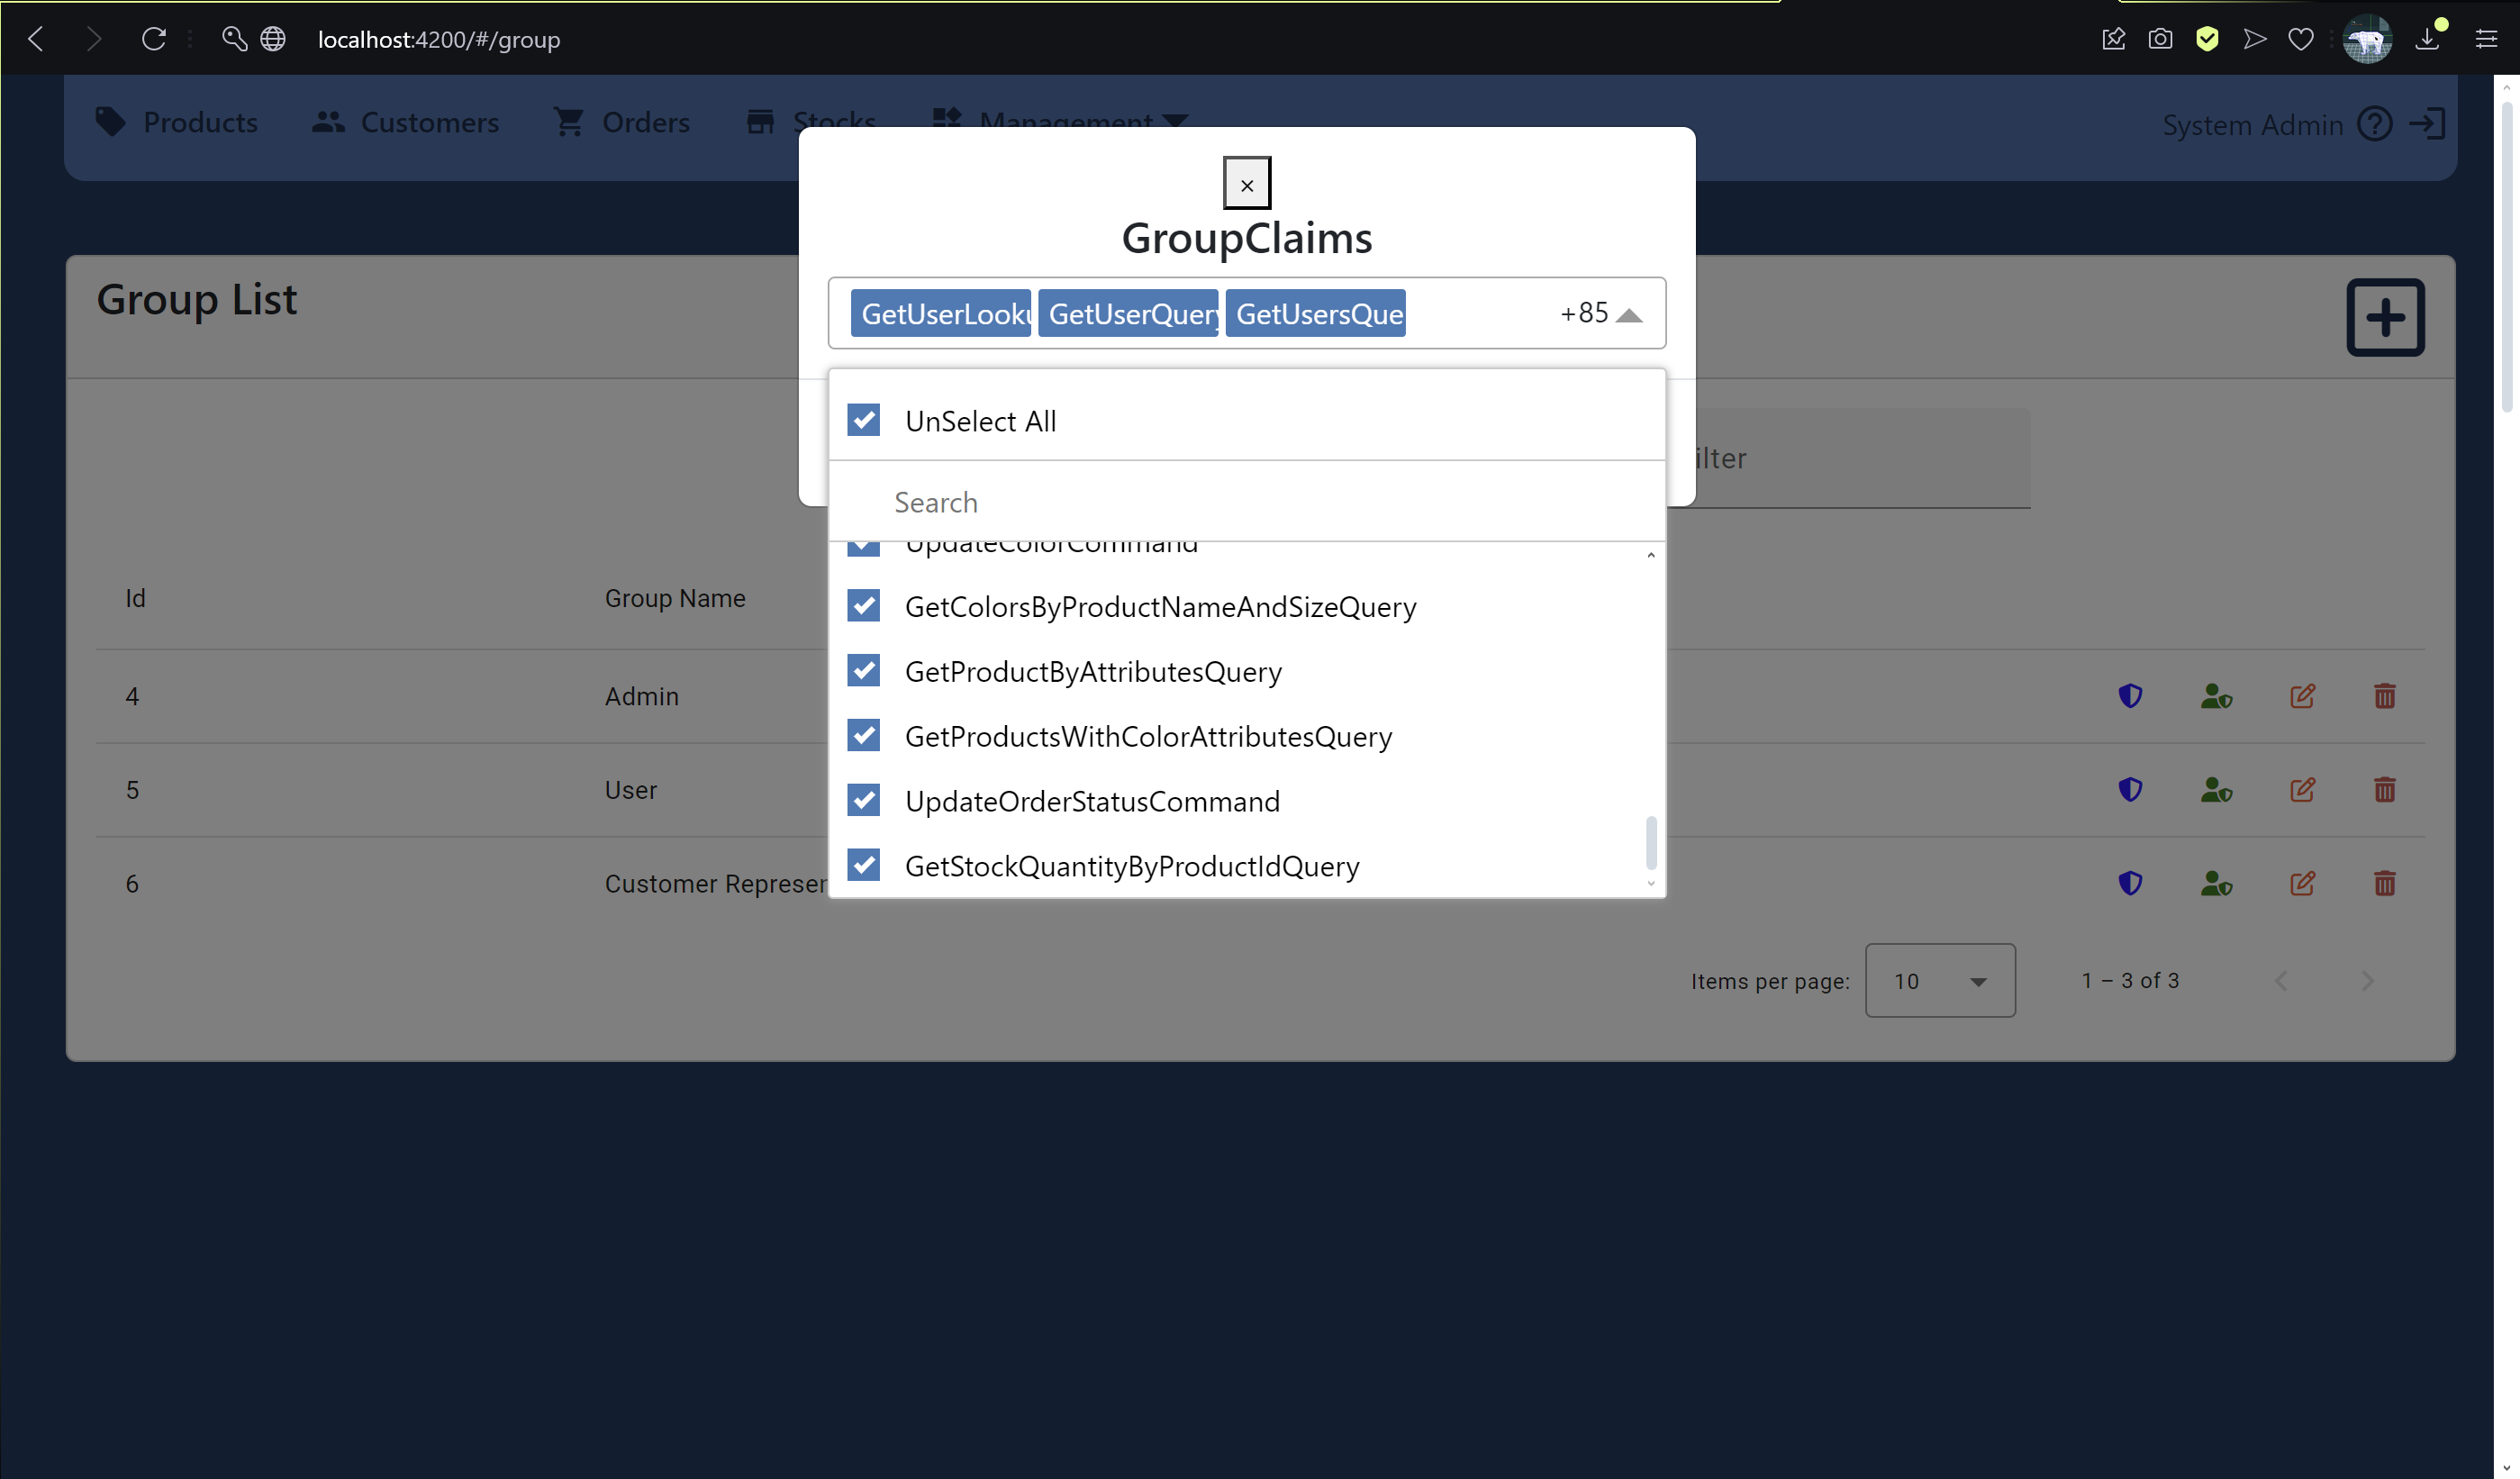 localhost:4200/#/group
Products Customers Orders Stocks Management System Admin
×
GroupClaims
Group List
GetUserLooku GetUserQuery GetUsersQue +85
UnSelect All
ilter
Search
UpdateColorCommand
Id Group Name
GetColorsByProductNameAndSizeQuery
GetProductByAttributesQuery
4 Admin
GetProductsWithColorAttributesQuery
5 User
UpdateOrderStatusCommand
GetStockQuantityByProductIdQuery
6 Customer Represen
Items per page: 10 1 – 3 of 3